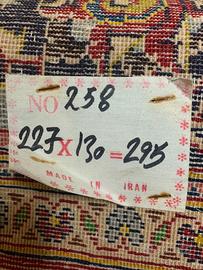 NO 258
227 X 130 = 295
MADE IN IRAN